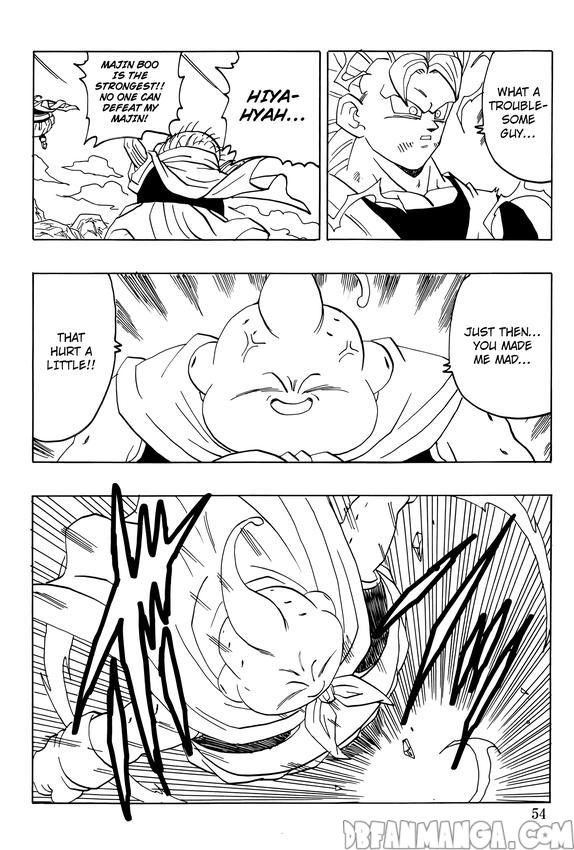 WHAT A
TROUBLE-
SOME
GUY...
HIYA-
HYAH...
MAJIN BOO
IS THE
STRONGEST!!
NO ONE CAN
DEFEAT MY
MAJIN!
JUST THEN...
YOU MADE
ME MAD...
THAT
HURT A
LITTLE!!
54
DBFANMANGA.COM